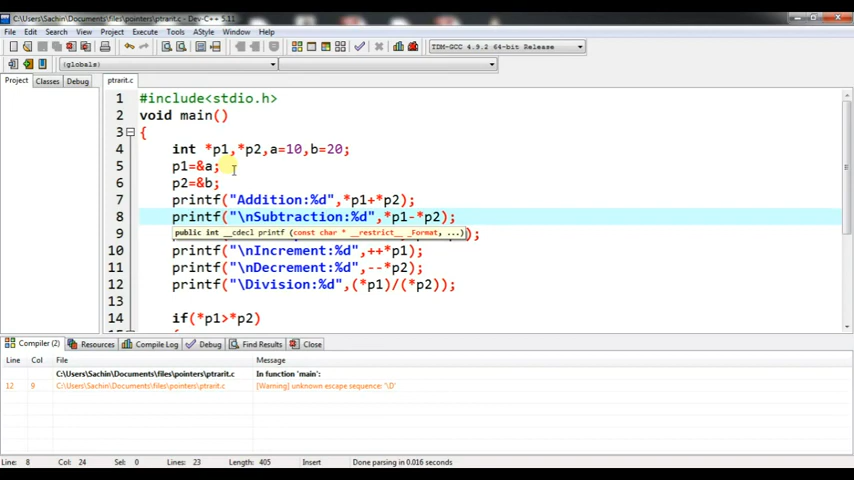 C:\Users\Sachin\Documents\files\pointers\ptrarit.c - Dev-C++ 5.11
File Edit Search View Project Execute Tools AStyle Window Help
TDM-GCC 4.9.2 64-bit Release
(globals)
Project Classes Debug ptrarit.c
1 #include<stdio.h>
2 void main()
3 {
4 int *p1,*p2,a=10,b=20;
5 p1=&a;
6 p2=&b;
7 printf("Addition:%d",*p1+*p2);
8 printf("\nSubtraction:%d",*p1-*p2);
public int __cdecl printf (const char * __restrict__ _Format, ...)
9 );
10 printf("\nIncrement:%d",++*p1);
11 printf("\nDecrement:%d",--*p2);
12 printf("\Division:%d",(*p1)/(*p2));
13
14 if(*p1>*p2)
15 {
Compiler (2) Resources Compile Log Debug Find Results Close
Line Col File Message
C:\Users\Sachin\Documents\files\pointers\ptrarit.c In function 'main':
12 9 C:\Users\Sachin\Documents\files\pointers\ptrarit.c [Warning] unknown escape sequence: '\D'
Line: 8 Col: 24 Sel: 0 Lines: 23 Length: 405 Insert Done parsing in 0.016 seconds